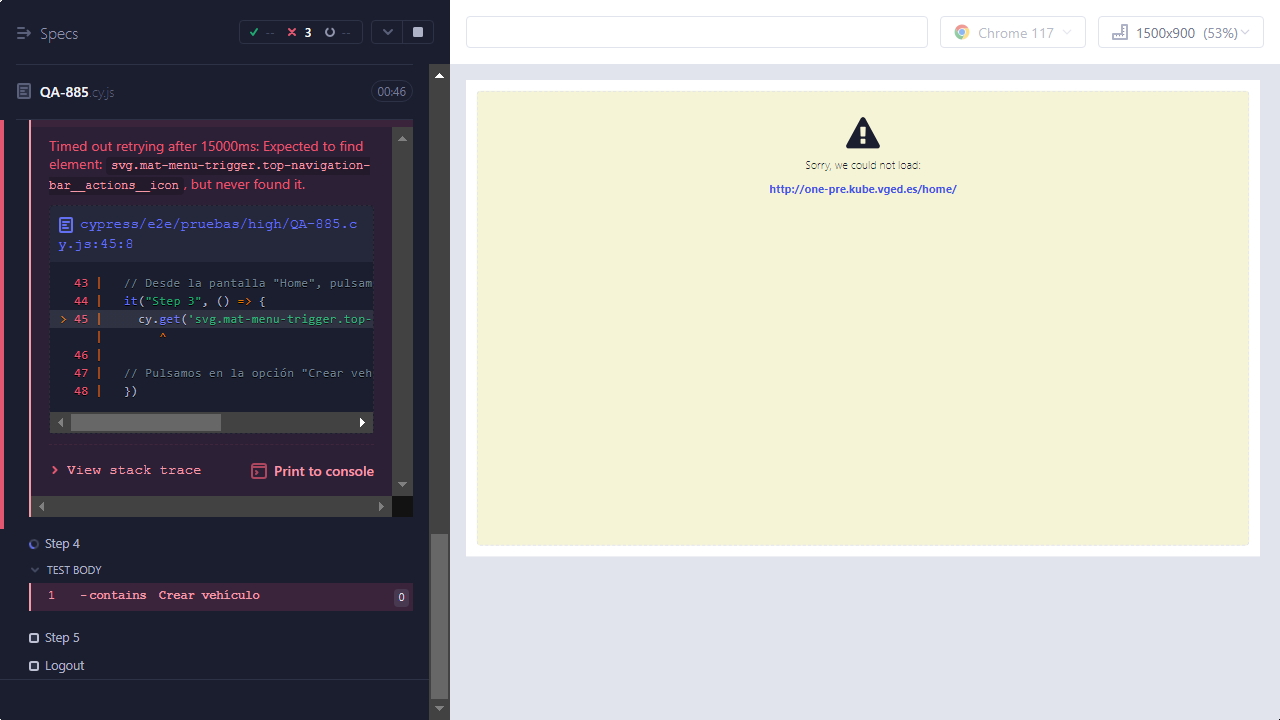 Specs
-- 3 --
Chrome 117
1500x900 (53%)
QA-885.cy.js
00:46
Timed out retrying after 15000ms: Expected to find
element: svg.mat-menu-trigger.top-navigation-
bar__actions__icon, but never found it.
cypress/e2e/pruebas/high/QA-885.c
y.js:45:8
43 | // Desde la pantalla "Home", pulsam
44 | it("Step 3", () => {
> 45 | cy.get('svg.mat-menu-trigger.top-
| ^
46 |
47 | // Pulsamos en la opción "Crear veh
48 | })
> View stack trace
Print to console
Step 4
TEST BODY
1 -contains Crear vehículo 0
Step 5
Logout
Sorry, we could not load:
http://one-pre.kube.vged.es/home/